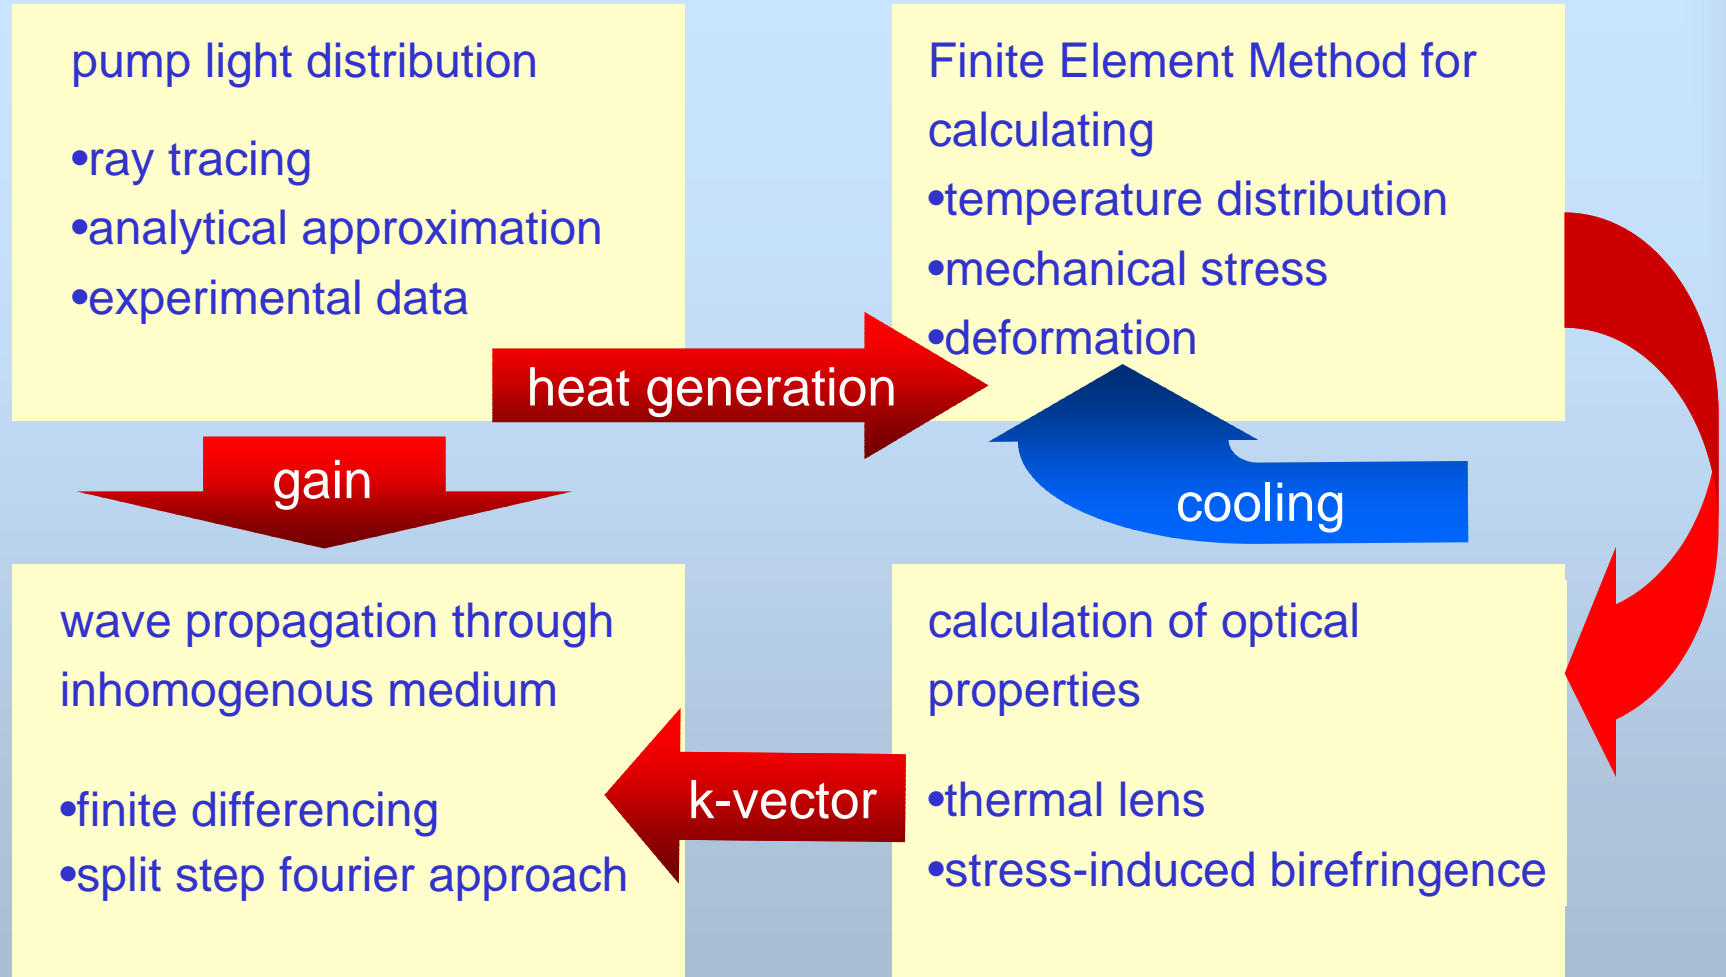 pump light distribution
•ray tracing
•analytical approximation
•experimental data
heat generation
gain
Finite Element Method for
calculating
•temperature distribution
•mechanical stress
•deformation
cooling
wave propagation through
inhomogenous medium
•finite differencing
•split step fourier approach
k-vector
calculation of optical
properties
•thermal lens
•stress-induced birefringence